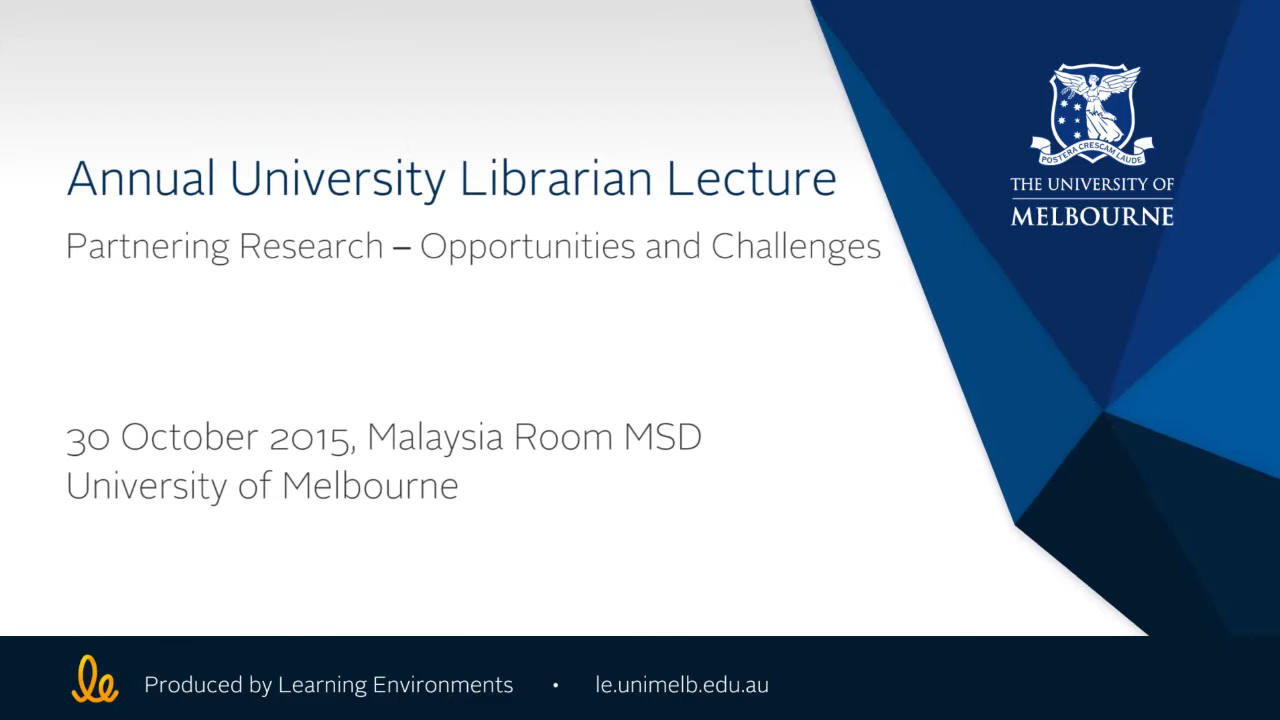 Annual University Librarian Lecture
Partnering Research – Opportunities and Challenges
30 October 2015, Malaysia Room MSD
University of Melbourne
POSTERA CRESCAM LAUDE
THE UNIVERSITY OF
MELBOURNE
le
Produced by Learning Environments • le.unimelb.edu.au